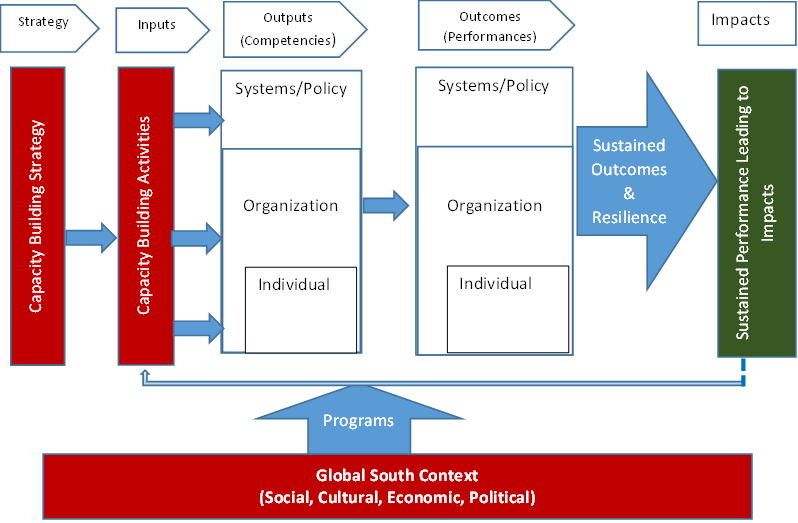 Strategy
Inputs
Outputs
(Competencies)
Outcomes
(Performances)
Impacts
Capacity Building Strategy
Capacity Building Activities
Systems/Policy
Organization
Individual
Systems/Policy
Organization
Individual
Sustained
Outcomes
&
Resilience
Sustained Performance Leading to
Impacts
Programs
Global South Context
(Social, Cultural, Economic, Political)